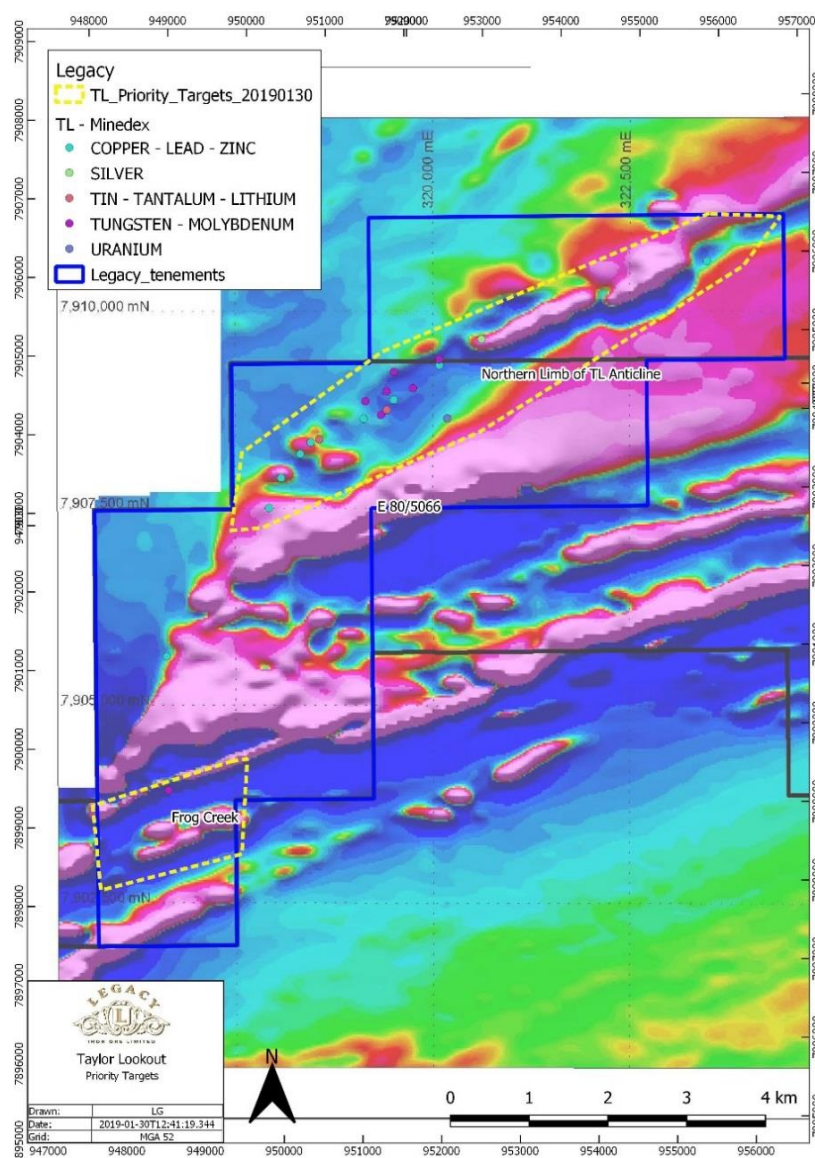 948000 950000 951000 953000 954000 955000 956000 957000
7909000
Legacy
TL_Priority_Targets_20190130
TL - Minedex
COPPER - LEAD - ZINC
SILVER
TIN - TANTALUM - LITHIUM
TUNGSTEN - MOLYBDENUM
URANIUM
Legacy_tenements
7908000
7907000
7906000
7905000
7904000
7902000
7901000
7900000
7899000
7898000
7897000
7896000
895000
320,000 mE
322,500 mE
7,910,000 mN
Northern Limb of TL Anticline
7,907,500 mN
E 80/5066
7,905,000 mN
Frog Creek
7,902,500 mN
LEGACY
LI
IRON ORE LIMITED
Taylor Lookout
Priority Targets
Drawn: LG
Date: 2019-01-30T12:41:19.344
Grid: MGA 52
N
0 1 2 3 4 km
947000 948000 949000 950000 951000 952000 953000 954000 955000 956000